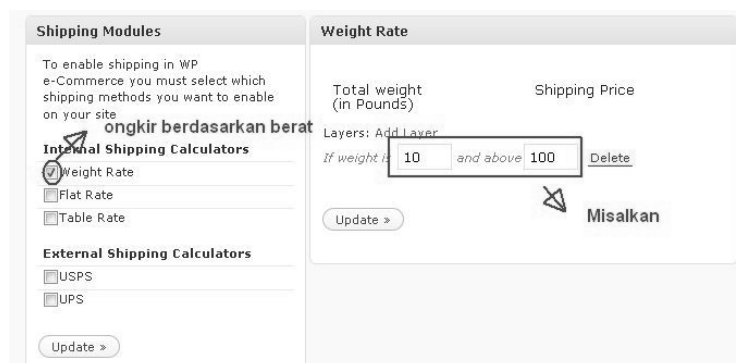 Shipping Modules
To enable shipping in WP
e-Commerce you must select which
shipping methods you want to enable
on your site
ongkir berdasarkan berat
Internal Shipping Calculators
Weight Rate
Flat Rate
Table Rate
External Shipping Calculators
USPS
UPS
Update »
Weight Rate
Total weight Shipping Price
(in Pounds)
Layers: Add Layer
If weight is 10 and above 100 Delete
Misalkan
Update »